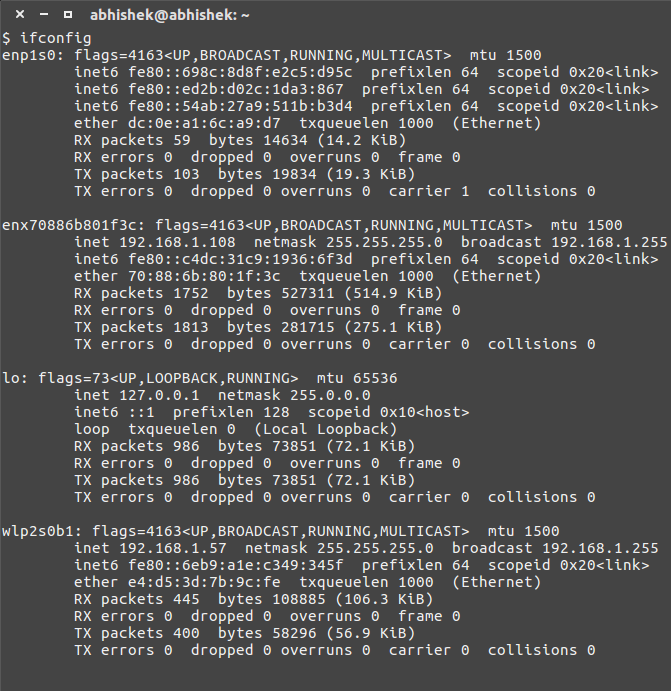 abhishek@abhishek: ~
$ ifconfig
enp1s0: flags=4163<UP,BROADCAST,RUNNING,MULTICAST>  mtu 1500
        inet6 fe80::698c:8d8f:e2c5:d95c  prefixlen 64  scopeid 0x20<link>
        inet6 fe80::ed2b:d02c:1da3:867  prefixlen 64  scopeid 0x20<link>
        inet6 fe80::54ab:27a9:511b:b3d4  prefixlen 64  scopeid 0x20<link>
        ether dc:0e:a1:6c:a9:d7  txqueuelen 1000  (Ethernet)
        RX packets 59  bytes 14634 (14.2 KiB)
        RX errors 0  dropped 0  overruns 0  frame 0
        TX packets 103  bytes 19834 (19.3 KiB)
        TX errors 0  dropped 0 overruns 0  carrier 1  collisions 0

enx70886b801f3c: flags=4163<UP,BROADCAST,RUNNING,MULTICAST>  mtu 1500
        inet 192.168.1.108  netmask 255.255.255.0  broadcast 192.168.1.255
        inet6 fe80::c4dc:31c9:1936:6f3d  prefixlen 64  scopeid 0x20<link>
        ether 70:88:6b:80:1f:3c  txqueuelen 1000  (Ethernet)
        RX packets 1752  bytes 527311 (514.9 KiB)
        RX errors 0  dropped 0  overruns 0  frame 0
        TX packets 1813  bytes 281715 (275.1 KiB)
        TX errors 0  dropped 0 overruns 0  carrier 0  collisions 0

lo: flags=73<UP,LOOPBACK,RUNNING>  mtu 65536
        inet 127.0.0.1  netmask 255.0.0.0
        inet6 ::1  prefixlen 128  scopeid 0x10<host>
        loop  txqueuelen 0  (Local Loopback)
        RX packets 986  bytes 73851 (72.1 KiB)
        RX errors 0  dropped 0  overruns 0  frame 0
        TX packets 986  bytes 73851 (72.1 KiB)
        TX errors 0  dropped 0 overruns 0  carrier 0  collisions 0

wlp2s0b1: flags=4163<UP,BROADCAST,RUNNING,MULTICAST>  mtu 1500
        inet 192.168.1.57  netmask 255.255.255.0  broadcast 192.168.1.255
        inet6 fe80::6eb9:a1e:c349:345f  prefixlen 64  scopeid 0x20<link>
        ether e4:d5:3d:7b:9c:fe  txqueuelen 1000  (Ethernet)
        RX packets 445  bytes 108885 (106.3 KiB)
        RX errors 0  dropped 0  overruns 0  frame 0
        TX packets 400  bytes 58296 (56.9 KiB)
        TX errors 0  dropped 0 overruns 0  carrier 0  collisions 0